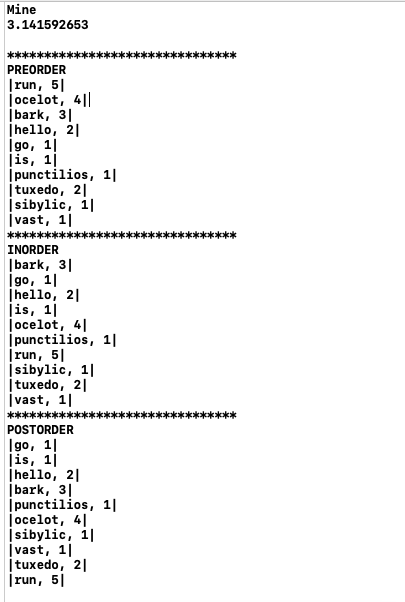 Mine
3.141592653
*******************************
PREORDER
|run, 5|
|ocelot, 4|
|bark, 3|
|hello, 2|
|go, 1|
|is, 1|
|punctilios, 1|
|tuxedo, 2|
|sibylic, 1|
|vast, 1|
*******************************
INORDER
|bark, 3|
|go, 1|
|hello, 2|
|is, 1|
|ocelot, 4|
|punctilios, 1|
|run, 5|
|sibylic, 1|
|tuxedo, 2|
|vast, 1|
*******************************
POSTORDER
|go, 1|
|is, 1|
|hello, 2|
|bark, 3|
|punctilios, 1|
|ocelot, 4|
|sibylic, 1|
|vast, 1|
|tuxedo, 2|
|run, 5|